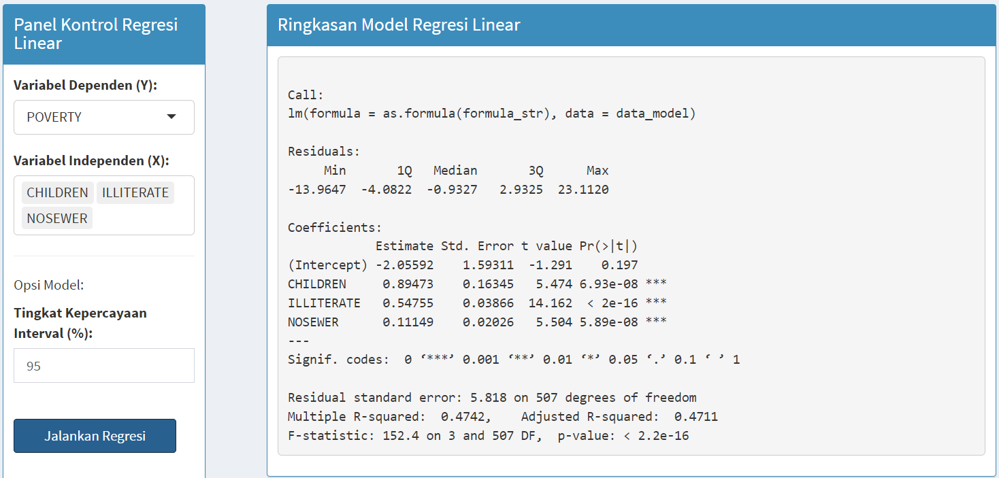 Panel Kontrol Regresi
Linear
Variabel Dependen (Y):
POVERTY
Variabel Independen (X):
CHILDREN ILLITERATE
NOSEWER
Opsi Model:
Tingkat Kepercayaan
Interval (%):
95
Jalankan Regresi
Ringkasan Model Regresi Linear
Call:
lm(formula = as.formula(formula_str), data = data_model)
Residuals:
     Min       1Q   Median       3Q      Max
-13.9647  -4.0822  -0.9327   2.9325  23.1120
Coefficients:
            Estimate Std. Error t value Pr(>|t|)
(Intercept) -2.05592    1.59311  -1.291    0.197
CHILDREN     0.89473    0.16345   5.474 6.93e-08 ***
ILLITERATE   0.54755    0.03866  14.162  < 2e-16 ***
NOSEWER      0.11149    0.02026   5.504 5.89e-08 ***
---
Signif. codes:  0 ‘***’ 0.001 ‘**’ 0.01 ‘*’ 0.05 ‘.’ 0.1 ‘ ’ 1
Residual standard error: 5.818 on 507 degrees of freedom
Multiple R-squared:  0.4742,    Adjusted R-squared:  0.4711
F-statistic: 152.4 on 3 and 507 DF,  p-value: < 2.2e-16